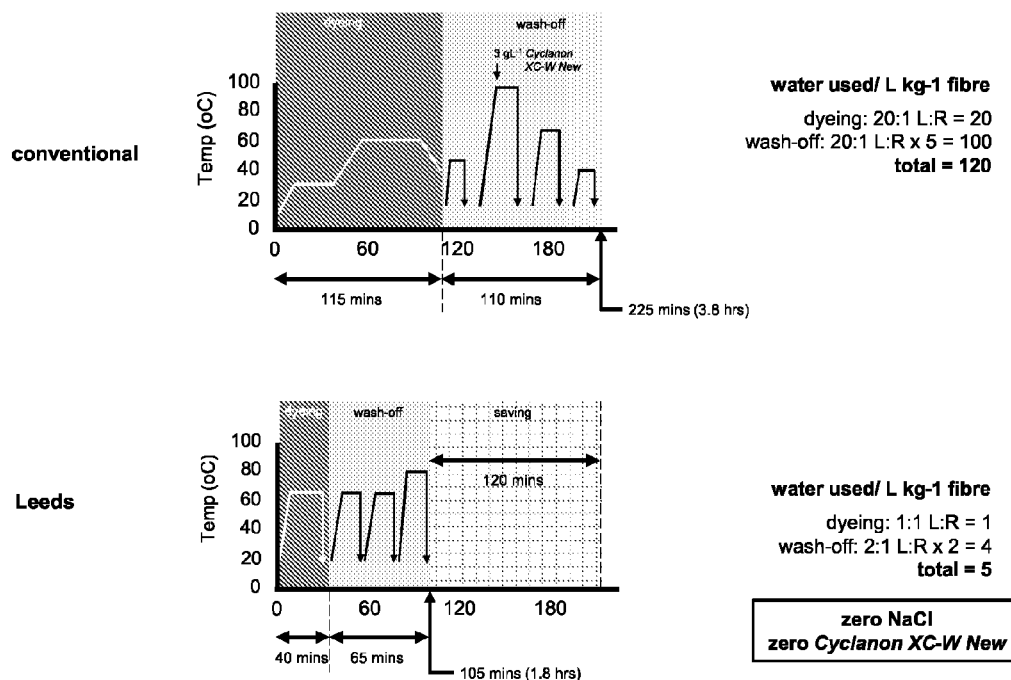 dyeing
wash-off
3 gL-1 Cyclanon
XC-W New
100
80
60
40
20
0
Temp (oC)
conventional
0
60
120
180
115 mins
110 mins
225 mins (3.8 hrs)
water used/ L kg-1 fibre
dyeing: 20:1 L:R = 20
wash-off: 20:1 L:R x 5 = 100
total = 120
dyeing
wash-off
saving
100
80
60
40
20
0
Temp (oC)
Leeds
120 mins
0
60
120
180
40 mins
65 mins
105 mins (1.8 hrs)
water used/ L kg-1 fibre
dyeing: 1:1 L:R = 1
wash-off: 2:1 L:R x 2 = 4
total = 5
zero NaCl
zero Cyclanon XC-W New